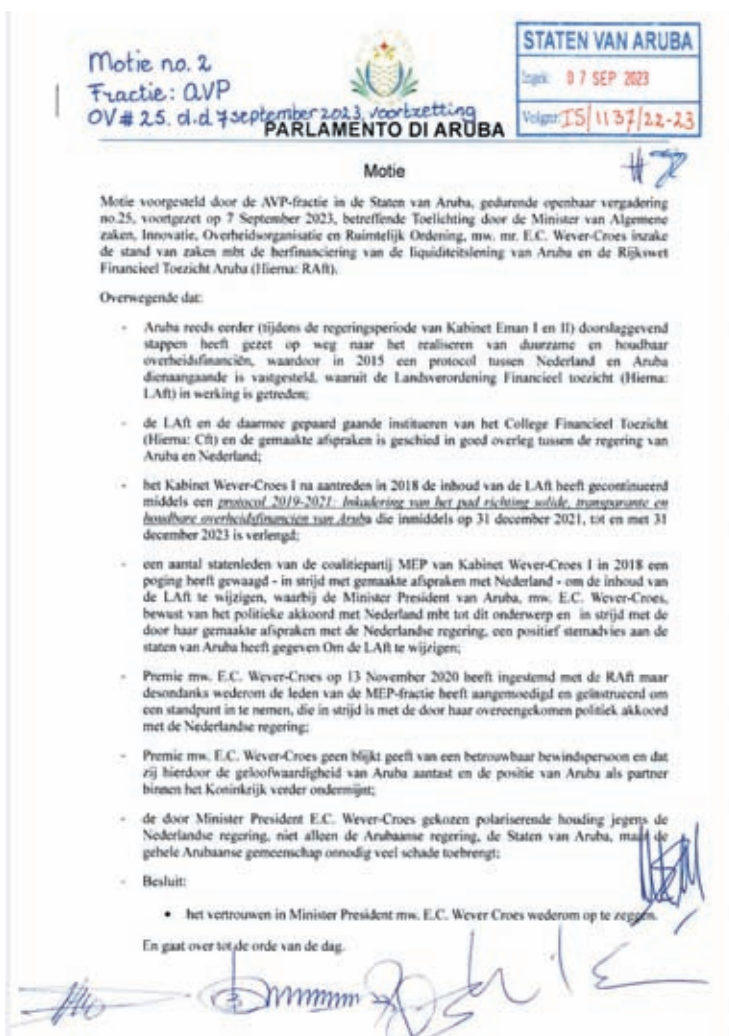 Motie no. 2
Fractie: AVP
OV # 25. d.d 7 september 2023, voortzetting
STATEN VAN ARUBA
Ingek: 07 SEP 2023
Volgnr: IS/1137/22-23
PARLAMENTO DI ARUBA
Motie
Motie voorgesteld door de AVP-fractie in de Staten van Aruba, gedurende openbaar vergadering
no.25, voortgezet op 7 September 2023, betreffende Toelichting door de Minister van Algemene
zaken, Innovatie, Overheidsorganisatie en Ruimtelijk Ordening, mw. mr. E.C. Wever-Croes inzake
de stand van zaken mbt de herfinanciering van de liquiditeitslening van Aruba en de Rijkswet
Financieel Toezicht Aruba (Hierna: RAft).
Overwegende dat:
- Aruba reeds eerder (tijdens de regeringsperiode van Kabinet Eman I en II) doorslaggevend
stappen heeft gezet op weg naar het realiseren van duurzame en houdbaar
overheidsfinanciën, waardoor in 2015 een protocol tussen Nederland en Aruba
dienaangaande is vastgesteld, waaruit de Landsverordening Financieel toezicht (Hierna:
LAft) in werking is getreden;
- de LAft en de daarmee gepaard gaande institueren van het College Financieel Toezicht
(Hierna: Cft) en de gemaakte afspraken is geschied in goed overleg tussen de regering van
Aruba en Nederland;
- het Kabinet Wever-Croes I na aantreden in 2018 de inhoud van de LAft heeft gecontinueerd
middels een protocol 2019-2021: Inkadering van het pad richting solide, transparante en
houdbare overheidsfinanciën van Aruba die inmiddels op 31 december 2021, tot en met 31
december 2023 is verlengd;
- een aantal statenleden van de coalitiepartij MEP van Kabinet Wever-Croes I in 2018 een
poging heeft gewaagd - in strijd met gemaakte afspraken met Nederland - om de inhoud van
de LAft te wijzigen, waarbij de Minister President van Aruba, mw. E.C. Wever-Croes,
bewust van het politieke akkoord met Nederland mbt tot dit onderwerp en in strijd met de
door haar gemaakte afspraken met de Nederlandse regering, een positief stemadvies aan de
staten van Aruba heeft gegeven Om de LAft te wijzigen;
- Premie mw. E.C. Wever-Croes op 13 November 2020 heeft ingestemd met de RAft maar
desondanks wederom de leden van de MEP-fractie heeft aangemoedigd en geïnstrueerd om
een standpunt in te nemen, die in strijd is met de door haar overeengekomen politiek akkoord
met de Nederlandse regering;
- Premie mw. E.C. Wever-Croes geen blijkt geeft van een betrouwbaar bewindspersoon en dat
zij hierdoor de geloofwaardigheid van Aruba aantast en de positie van Aruba als partner
binnen het Koninkrijk verder ondermijnt;
- de door Minister President E.C. Wever-Croes gekozen polariserende houding jegens de
Nederlandse regering, niet alleen de Arubaanse regering, de Staten van Aruba, maar de
gehele Arubaanse gemeenschap onnodig veel schade toebrengt;
- Besluit:
• het vertrouwen in Minister President mw. E.C. Wever Croes wederom op te zeggen.
En gaat over tot de orde van de dag.